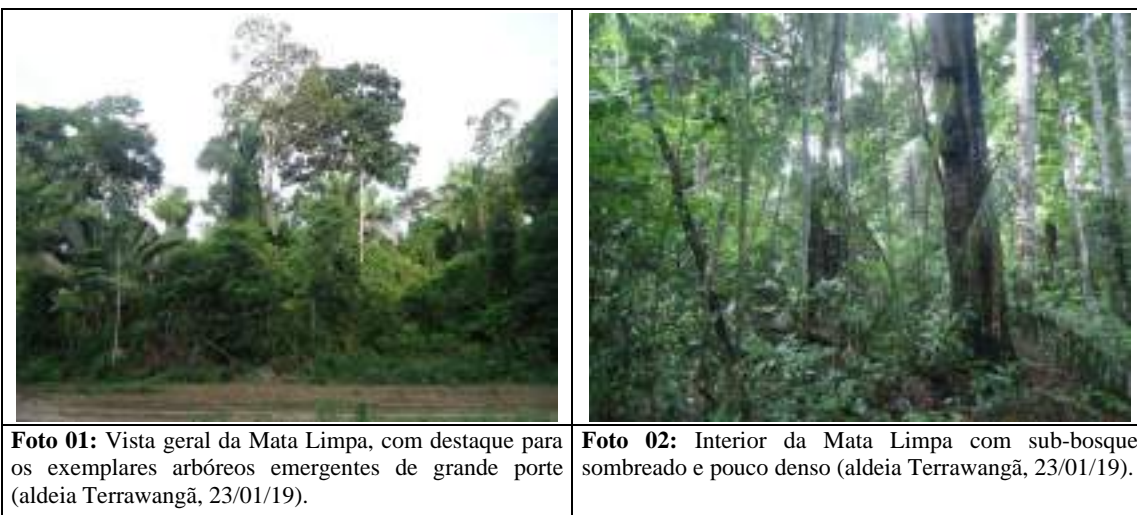 Foto 01: Vista geral da Mata Limpa, com destaque para
os exemplares arbóreos emergentes de grande porte
(aldeia Terrawangã, 23/01/19).
Foto 02: Interior da Mata Limpa com sub-bosque
sombreado e pouco denso (aldeia Terrawangã, 23/01/19).